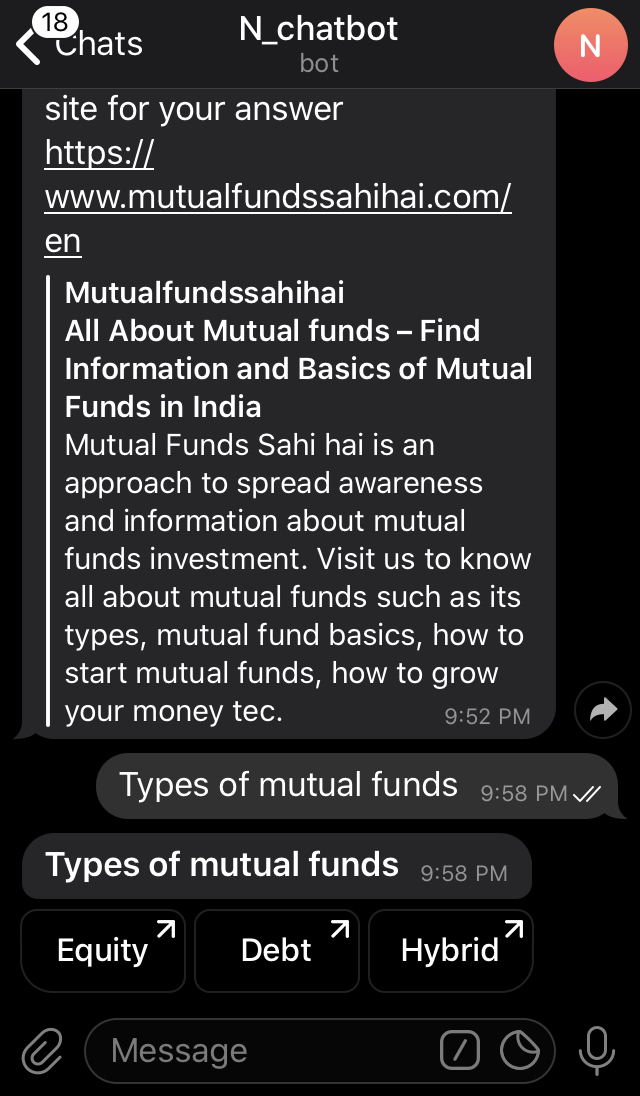 18
Chats
N_chatbot
bot
N
site for your answer
https://
www.mutualfundssahihai.com/
en
Mutualfundssahihai
All About Mutual funds – Find
Information and Basics of Mutual
Funds in India
Mutual Funds Sahi hai is an
approach to spread awareness
and information about mutual
funds investment. Visit us to know
all about mutual funds such as its
types, mutual fund basics, how to
start mutual funds, how to grow
your money tec.
9:52 PM
Types of mutual funds 9:58 PM
Types of mutual funds 9:58 PM
Equity Debt Hybrid
Message